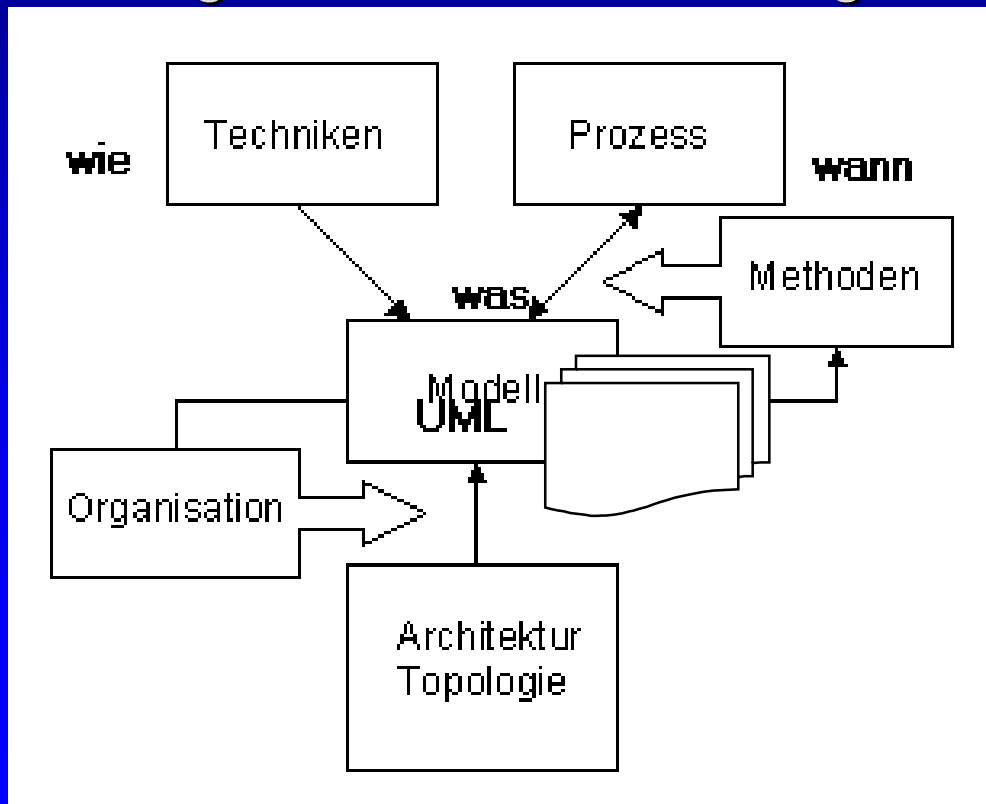 Techniken
Prozess
wie
wann
Methoden
was
Modell
UML
Organisation
Architektur
Topologie